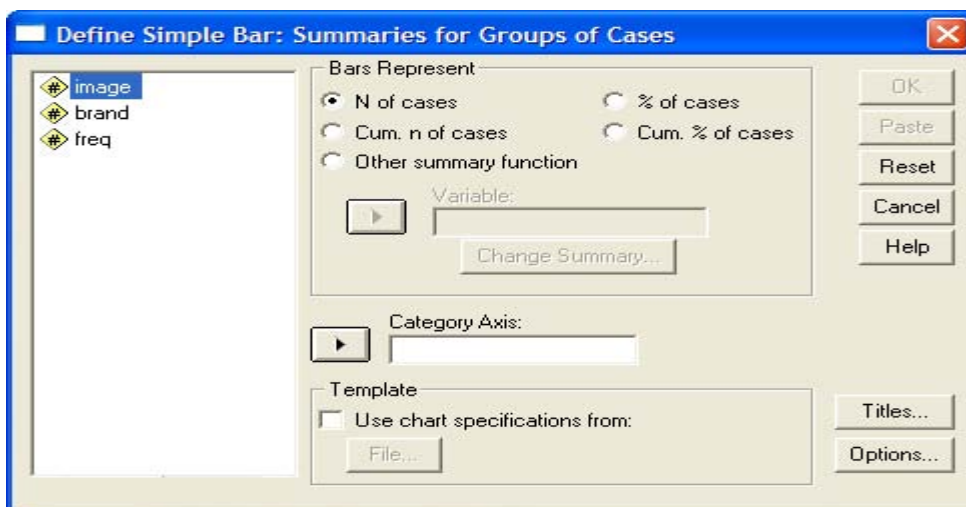 Define Simple Bar: Summaries for Groups of Cases
image
brand
freq
Bars Represent
N of cases
% of cases
Cum. n of cases
Cum. % of cases
Other summary function
Variable:
Change Summary...
Category Axis:
Template
Use chart specifications from:
File...
OK
Paste
Reset
Cancel
Help
Titles...
Options...